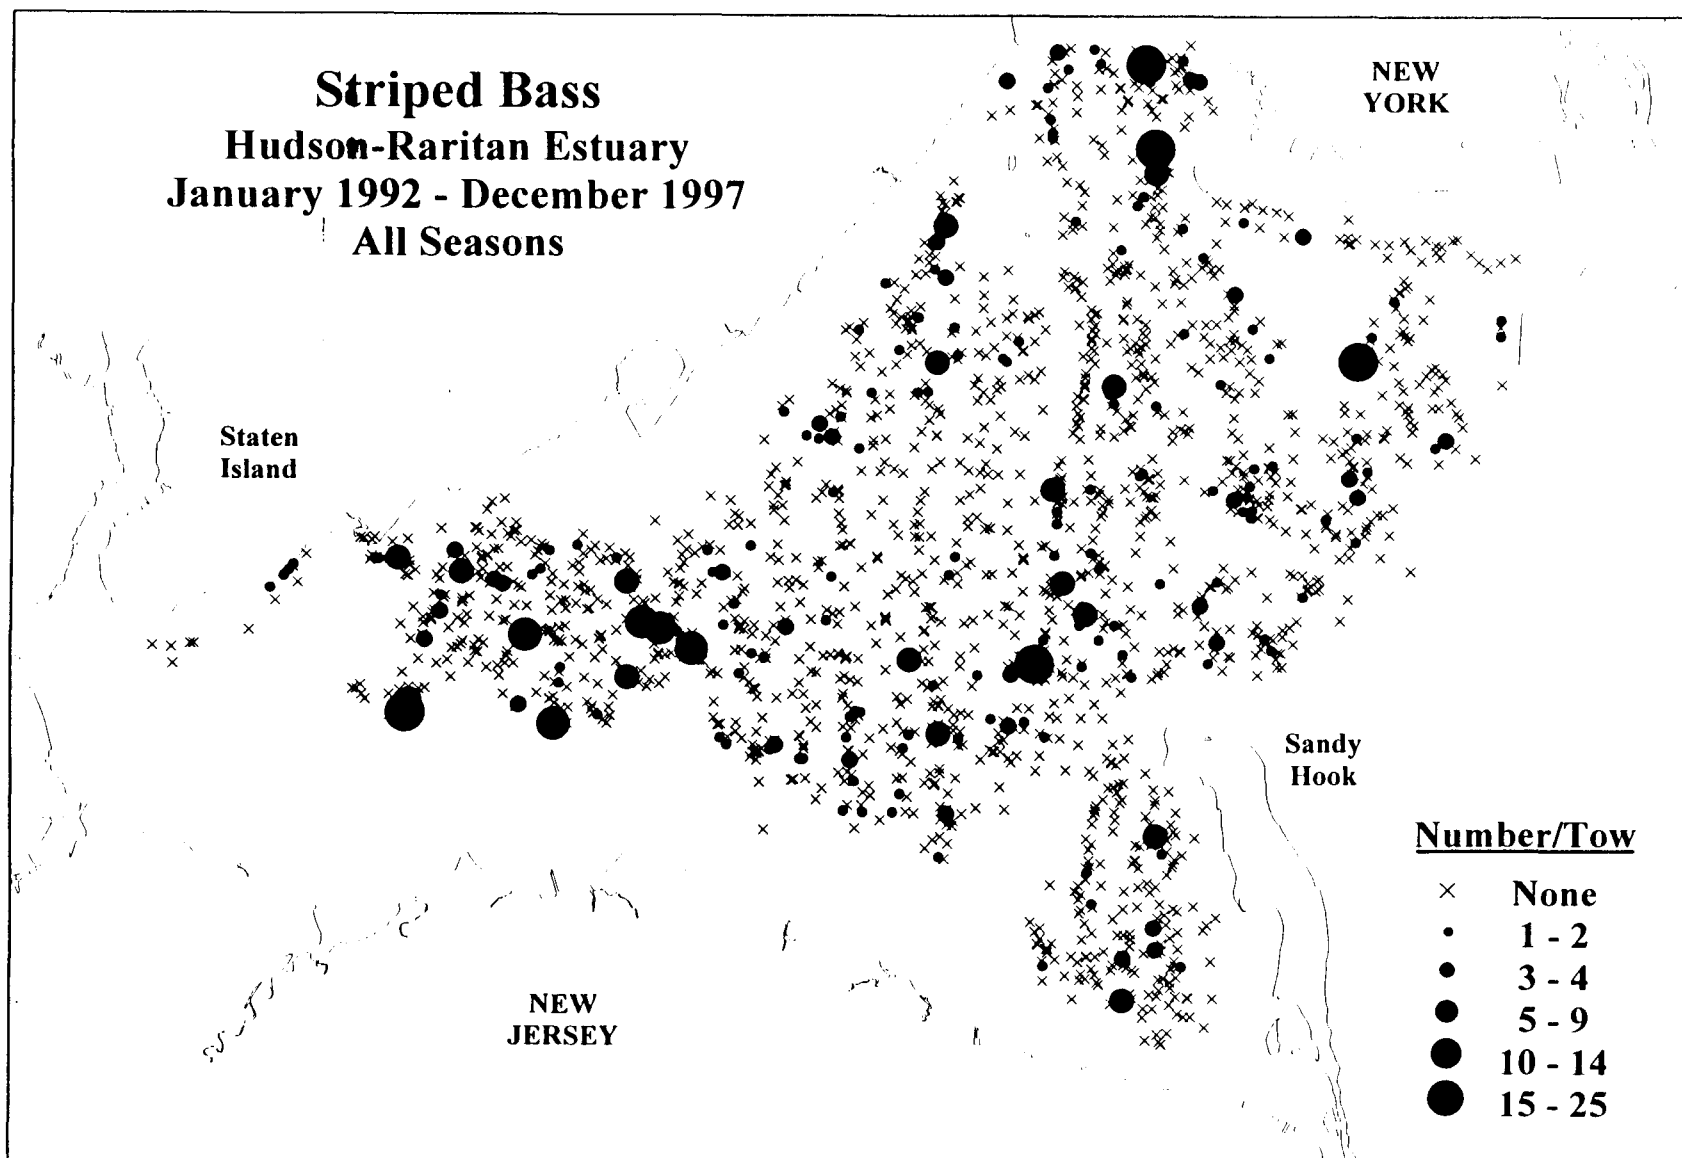 Striped Bass
Hudson-Raritan Estuary
January 1992 - December 1997
All Seasons
NEW
YORK
Staten
Island
Sandy
Hook
NEW
JERSEY
Number/Tow
None
1 - 2
3 - 4
5 - 9
10 - 14
15 - 25